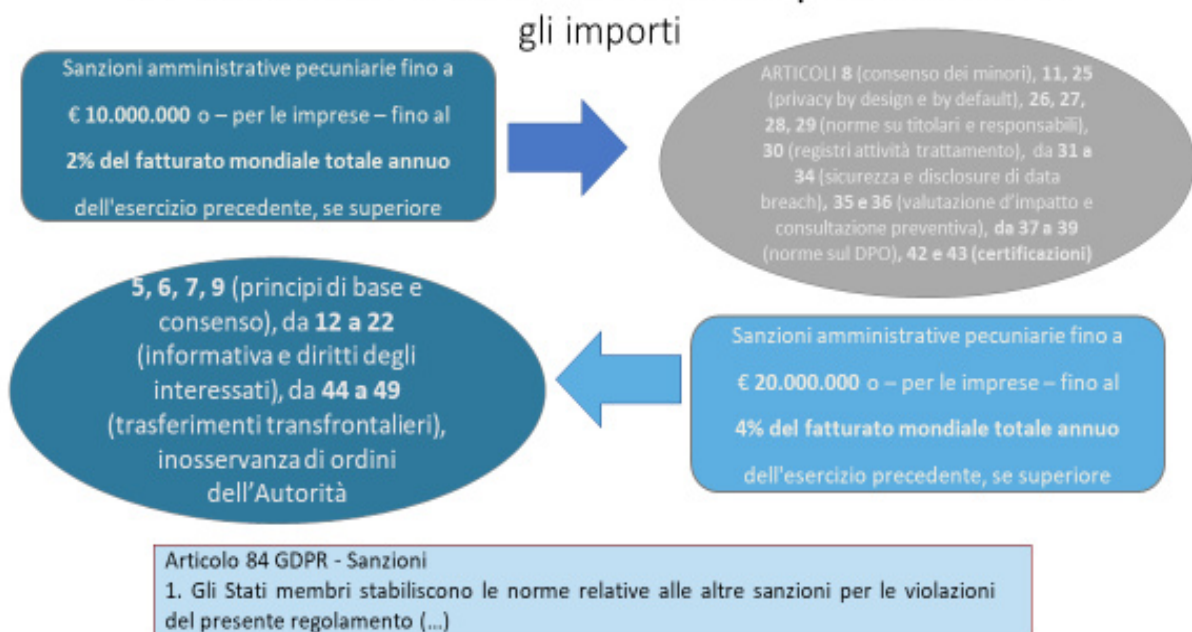 gli importi
Sanzioni amministrative pecuniarie fino a
€ 10.000.000 o – per le imprese – fino al
2% del fatturato mondiale totale annuo
dell'esercizio precedente, se superiore
ARTICOLI 8 (consenso dei minori), 11, 25
(privacy by design e by default), 26, 27,
28, 29 (norme su titolari e responsabili),
30 (registri attività trattamento), da 31 a
34 (sicurezza e disclosure di data
breach), 35 e 36 (valutazione d'impatto e
consultazione preventiva), da 37 a 39
(norme sul DPO), 42 e 43 (certificazioni)
5, 6, 7, 9 (principi di base e
consenso), da 12 a 22
(informativa e diritti degli
interessati), da 44 a 49
(trasferimenti transfrontalieri),
inosservanza di ordini
dell'Autorità
Sanzioni amministrative pecuniarie fino a
€ 20.000.000 o – per le imprese – fino al
4% del fatturato mondiale totale annuo
dell'esercizio precedente, se superiore
Articolo 84 GDPR - Sanzioni
1. Gli Stati membri stabiliscono le norme relative alle altre sanzioni per le violazioni
del presente regolamento (...)